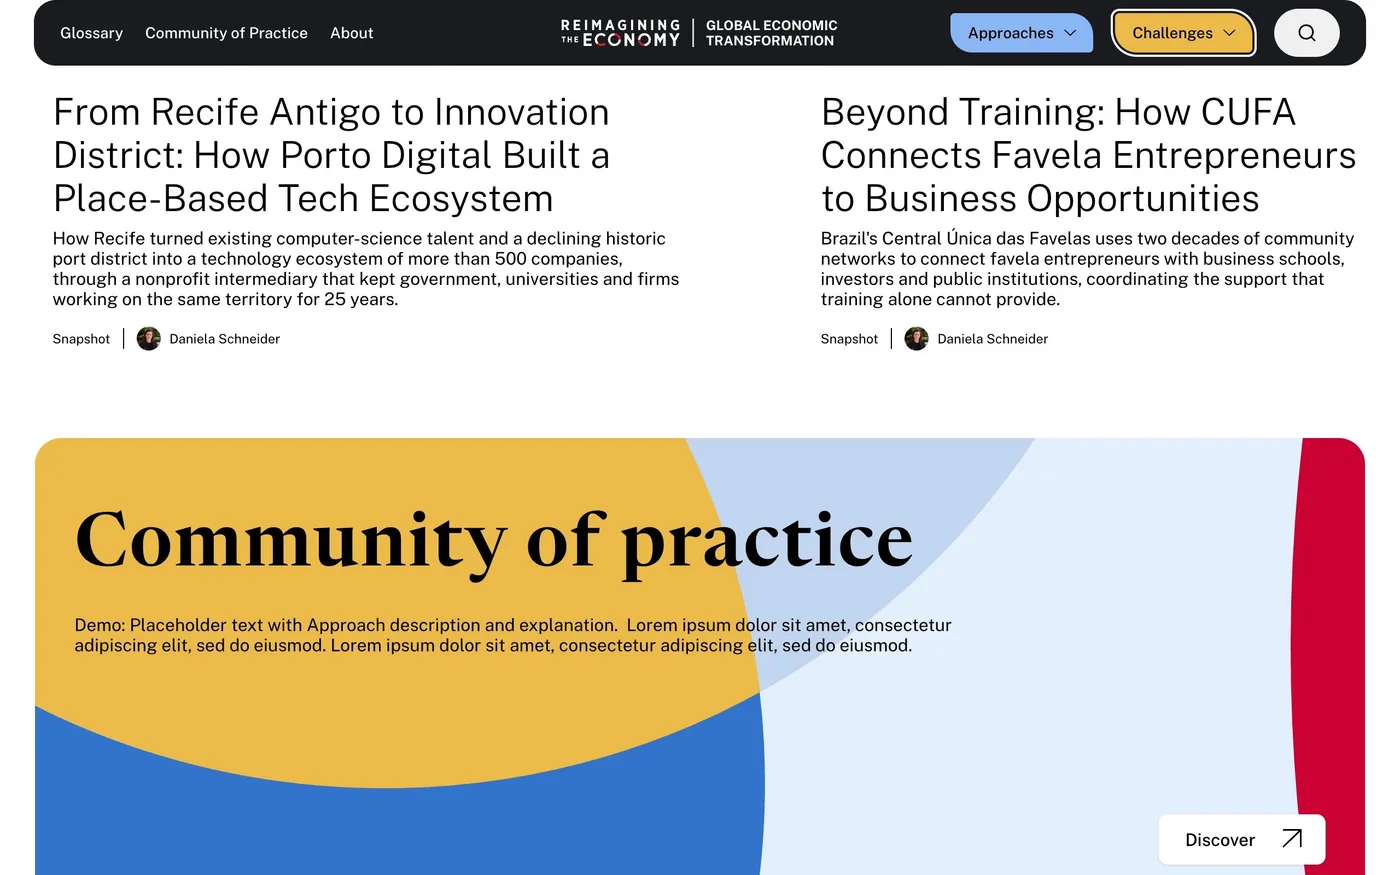 Glossary
Community of Practice
About
REIMAGINING
THE ECONOMY
GLOBAL ECONOMIC
TRANSFORMATION
Approaches
Challenges
From Recife Antigo to Innovation
District: How Porto Digital Built a
Place-Based Tech Ecosystem
How Recife turned existing computer-science talent and a declining historic
port district into a technology ecosystem of more than 500 companies,
through a nonprofit intermediary that kept government, universities and firms
working on the same territory for 25 years.
Snapshot
Daniela Schneider
Beyond Training: How CUFA
Connects Favela Entrepreneurs
to Business Opportunities
Brazil's Central Única das Favelas uses two decades of community
networks to connect favela entrepreneurs with business schools,
investors and public institutions, coordinating the support that
training alone cannot provide.
Snapshot
Daniela Schneider
Community of practice
Demo: Placeholder text with Approach description and explanation.  Lorem ipsum dolor sit amet, consectetur
adipiscing elit, sed do eiusmod. Lorem ipsum dolor sit amet, consectetur adipiscing elit, sed do eiusmod.
Discover